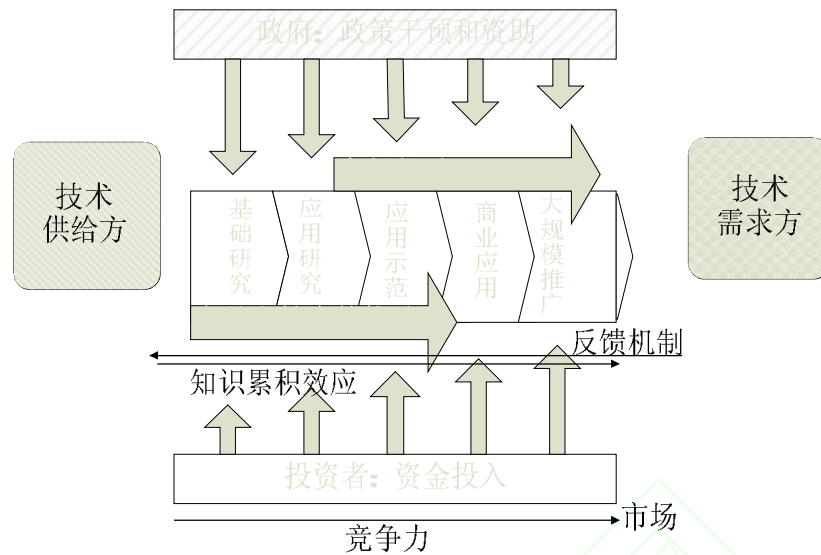 政府：政策干预和资助
技术
供给方
技术
需求方
基础研究
应用研究
应用示范
商业应用
大规模推广
反馈机制
知识累积效应
投资者：资金投入
市场
竞争力